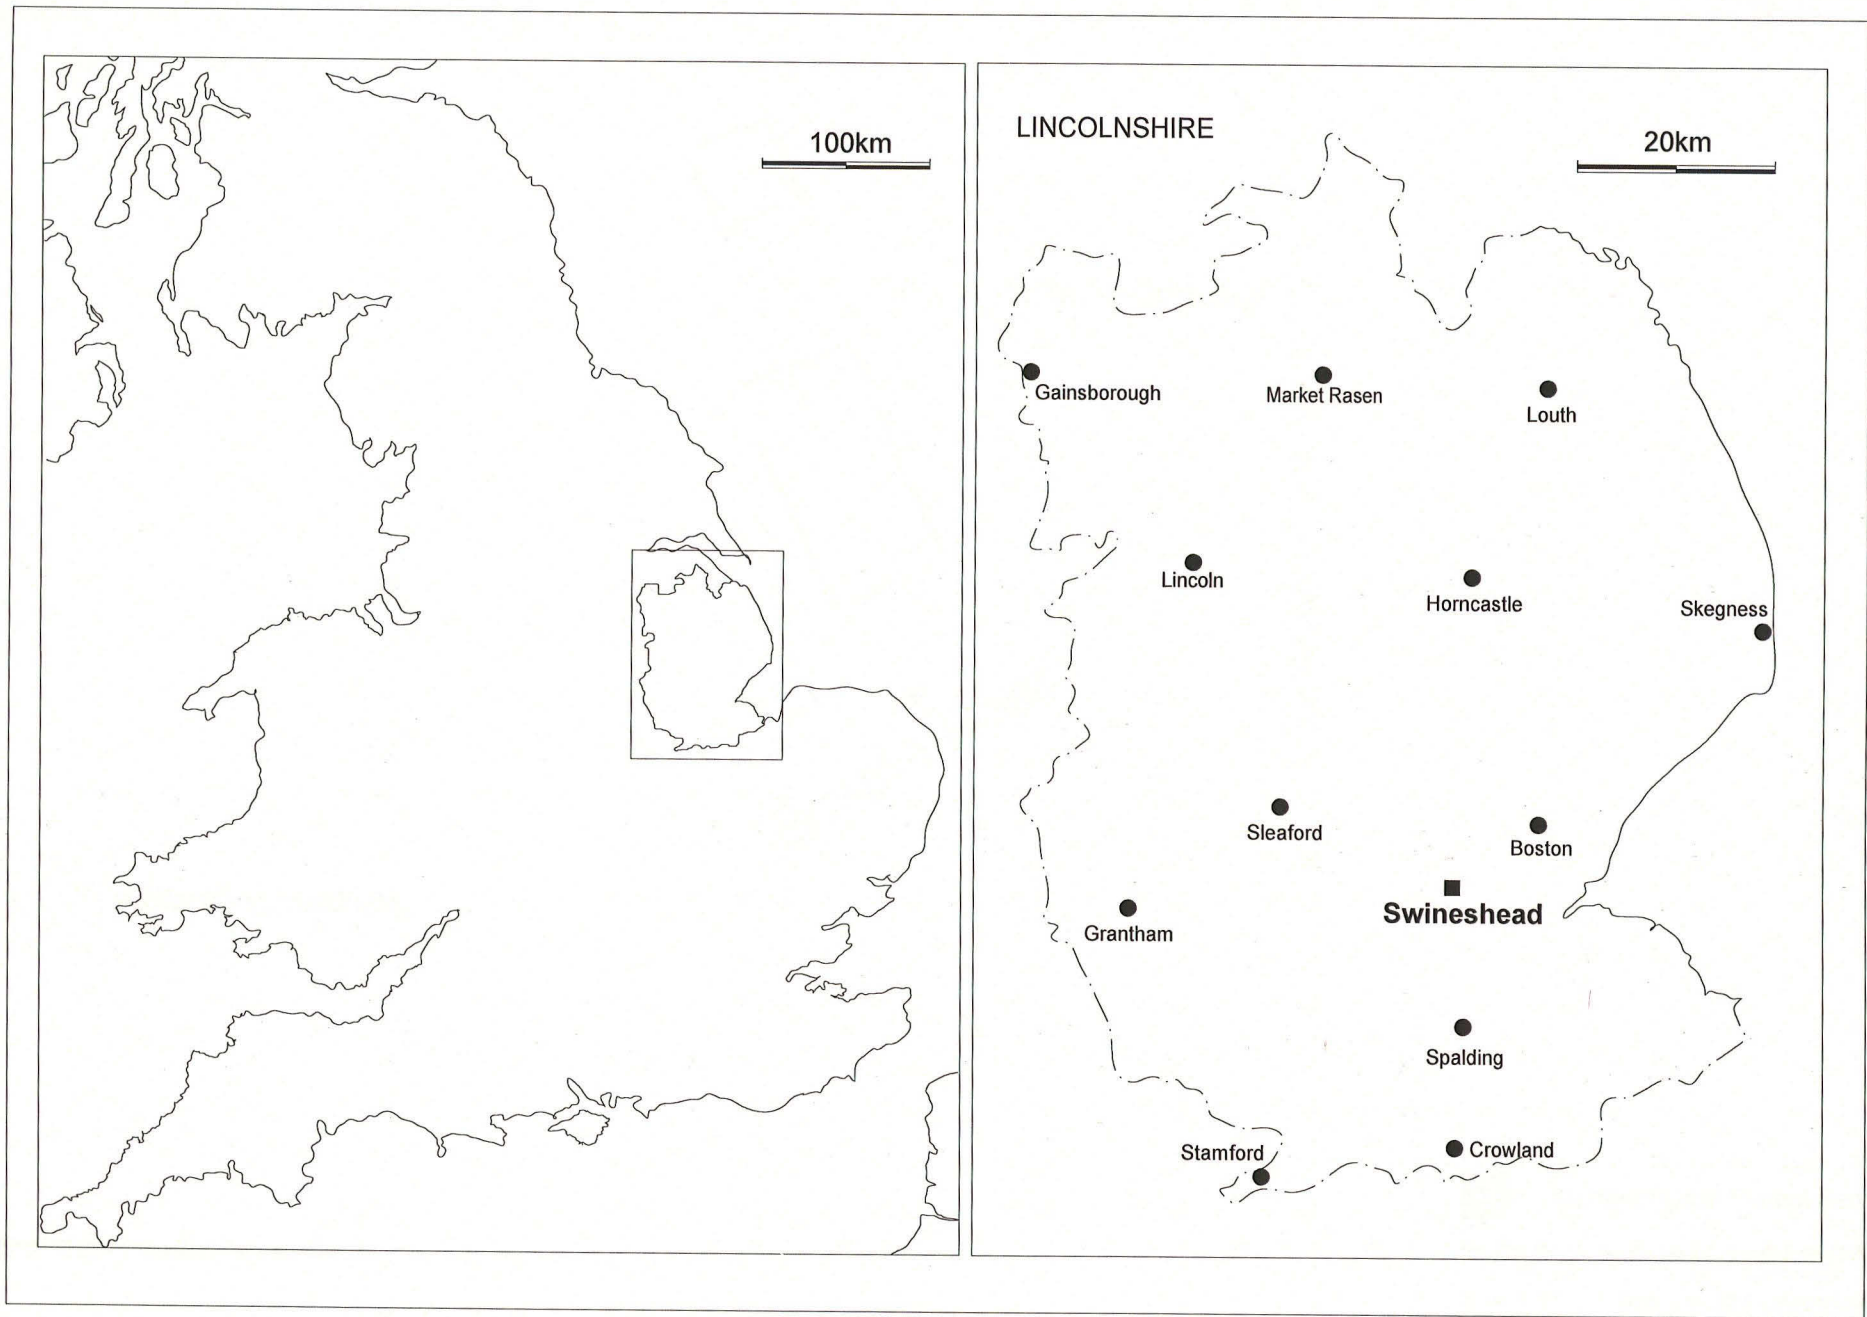 100km
LINCOLNSHIRE
20km
Gainsborough
Market Rasen
Louth
Lincoln
Horncastle
Skegness
Sleaford
Boston
Swineshead
Grantham
Spalding
Stamford
Crowland